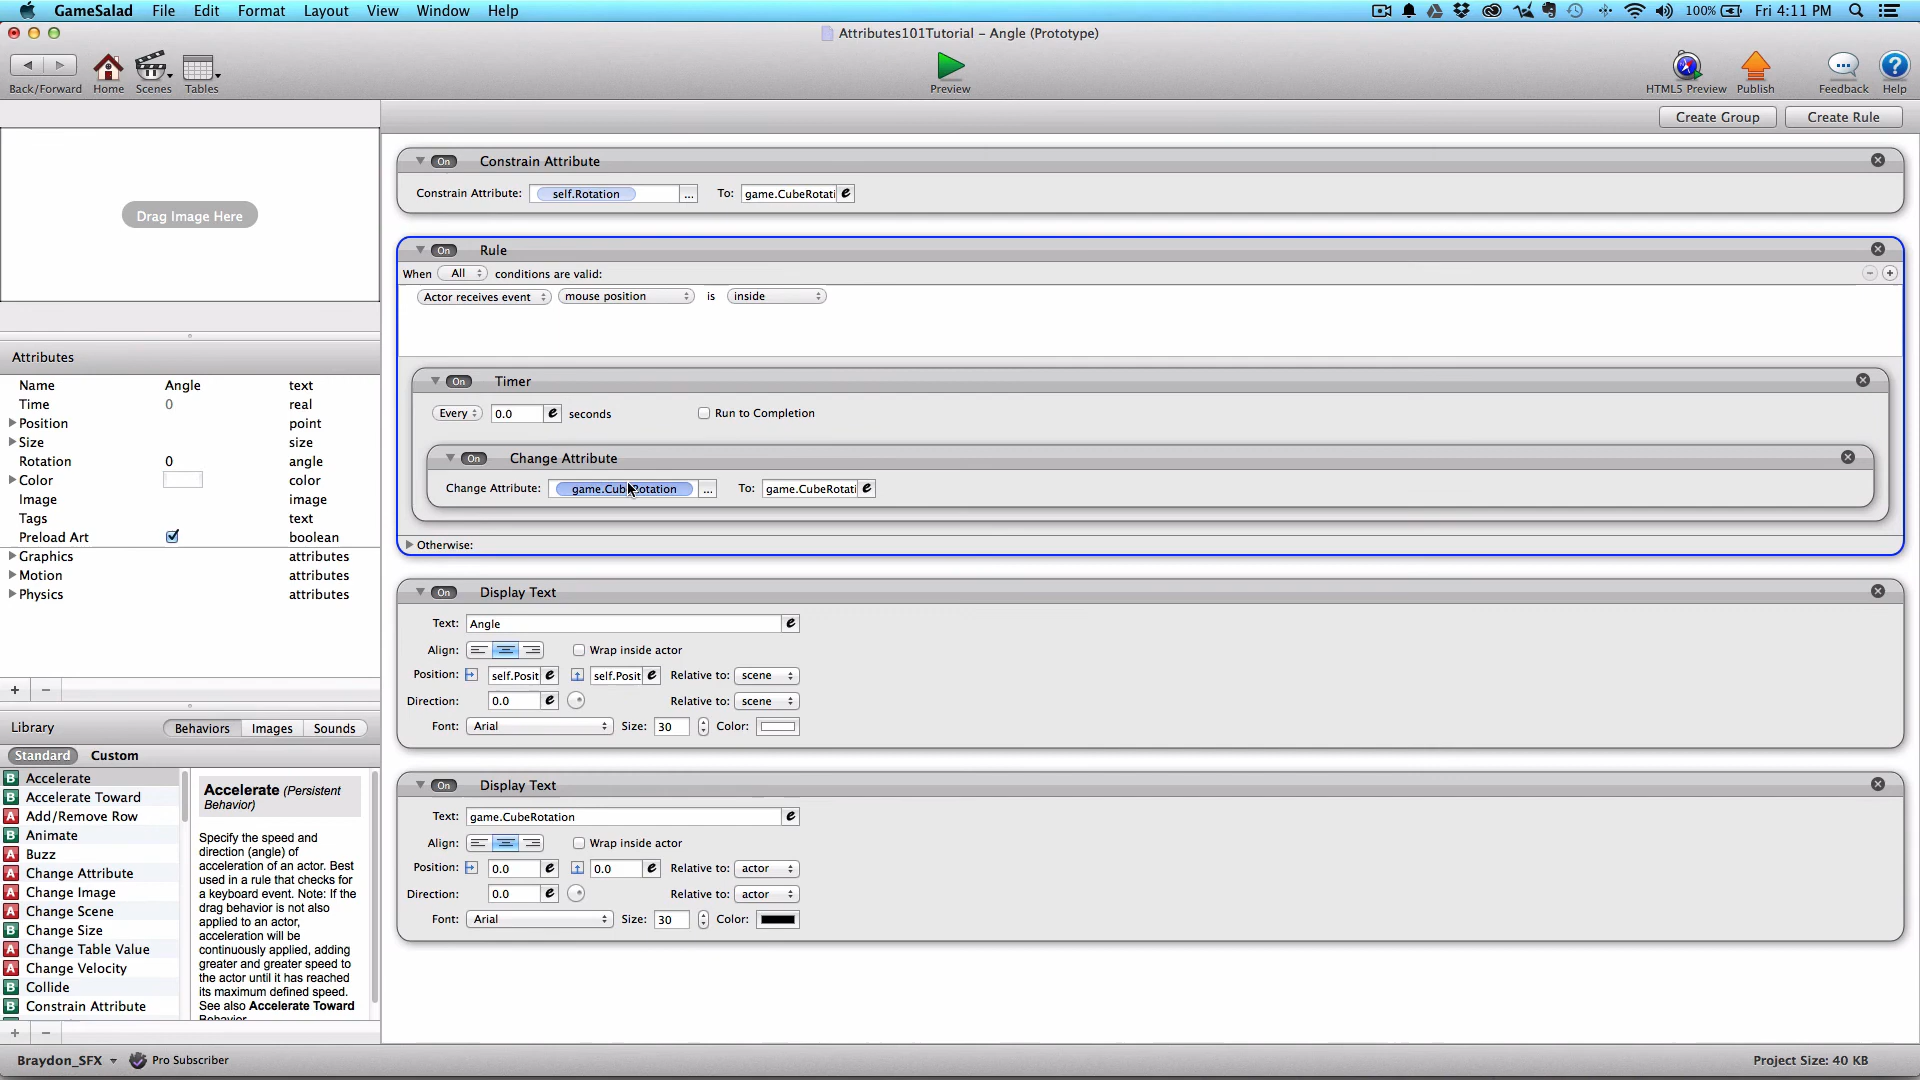 GameSalad File Edit Format Layout View Window Help 100% Fri 4:11 PM
Attributes101Tutorial – Angle (Prototype)
Back/Forward Home Scenes Tables Preview HTML5 Preview Publish Feedback Help
Create Group Create Rule
Drag Image Here
Attributes
Name Angle text
Time 0 real
Position point
Size size
Rotation 0 angle
Color color
Image image
Tags text
Preload Art boolean
Graphics attributes
Motion attributes
Physics attributes
+ −
Library Behaviors Images Sounds
Standard Custom
B Accelerate
B Accelerate Toward
A Add/Remove Row
B Animate
A Buzz
A Change Attribute
A Change Image
A Change Scene
B Change Size
A Change Table Value
A Change Velocity
B Collide
B Constrain Attribute
Accelerate (Persistent
Behavior)
Specify the speed and
direction (angle) of
acceleration of an actor. Best
used in a rule that checks for
a keyboard event. Note: If the
drag behavior is not also
applied to an actor,
acceleration will be
continuously applied, adding
greater and greater speed to
the actor until it has reached
its maximum defined speed.
See also Accelerate Toward
Behavior
+ −
On Constrain Attribute
Constrain Attribute: self.Rotation ... To: game.CubeRotati e
On Rule
When All conditions are valid: − +
Actor receives event mouse position is inside
On Timer
Every 0.0 e seconds Run to Completion
On Change Attribute
Change Attribute: game.CubeRotation ... To: game.CubeRotati e
Otherwise:
On Display Text
Text: Angle e
Align: Wrap inside actor
Position: self.Posit e self.Posit e Relative to: scene
Direction: 0.0 e Relative to: scene
Font: Arial Size: 30 Color:
On Display Text
Text: game.CubeRotation e
Align: Wrap inside actor
Position: 0.0 e 0.0 e Relative to: actor
Direction: 0.0 e Relative to: actor
Font: Arial Size: 30 Color:
Braydon_SFX Pro Subscriber Project Size: 40 KB